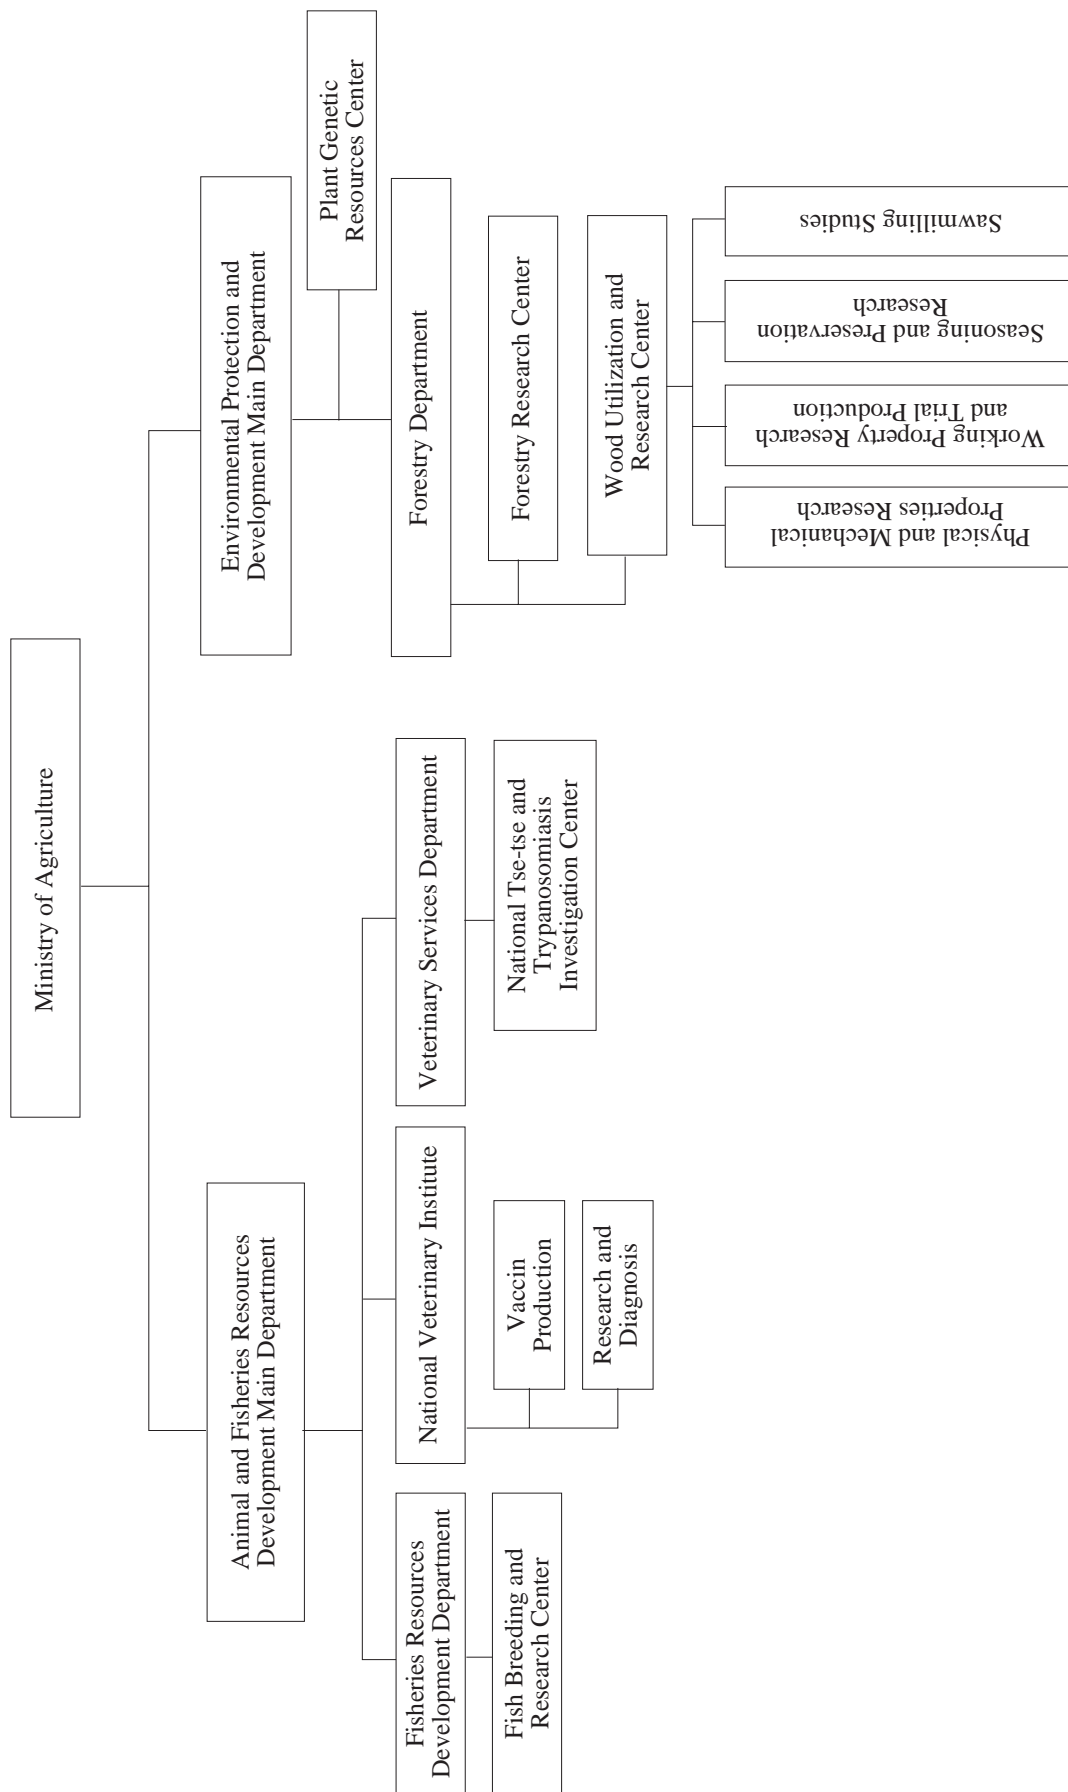 Ministry of Agriculture
Animal and Fisheries Resources
Development Main Department
Environmental Protection and
Development Main Department
Plant Genetic
Resources Center
Fisheries Resources
Development Department
National Veterinary Institute
Veterinary Services Department
Forestry Department
Fish Breeding and
Research Center
Vaccin
Production
Research and
Diagnosis
National Tse-tse and
Trypanosomiasis
Investigation Center
Forestry Research Center
Wood Utilization and
Research Center
Physical and Mechanical
Properties Research
Working Property Research
and Trial Production
Seasoning and Preservation
Research
Sawmilling Studies